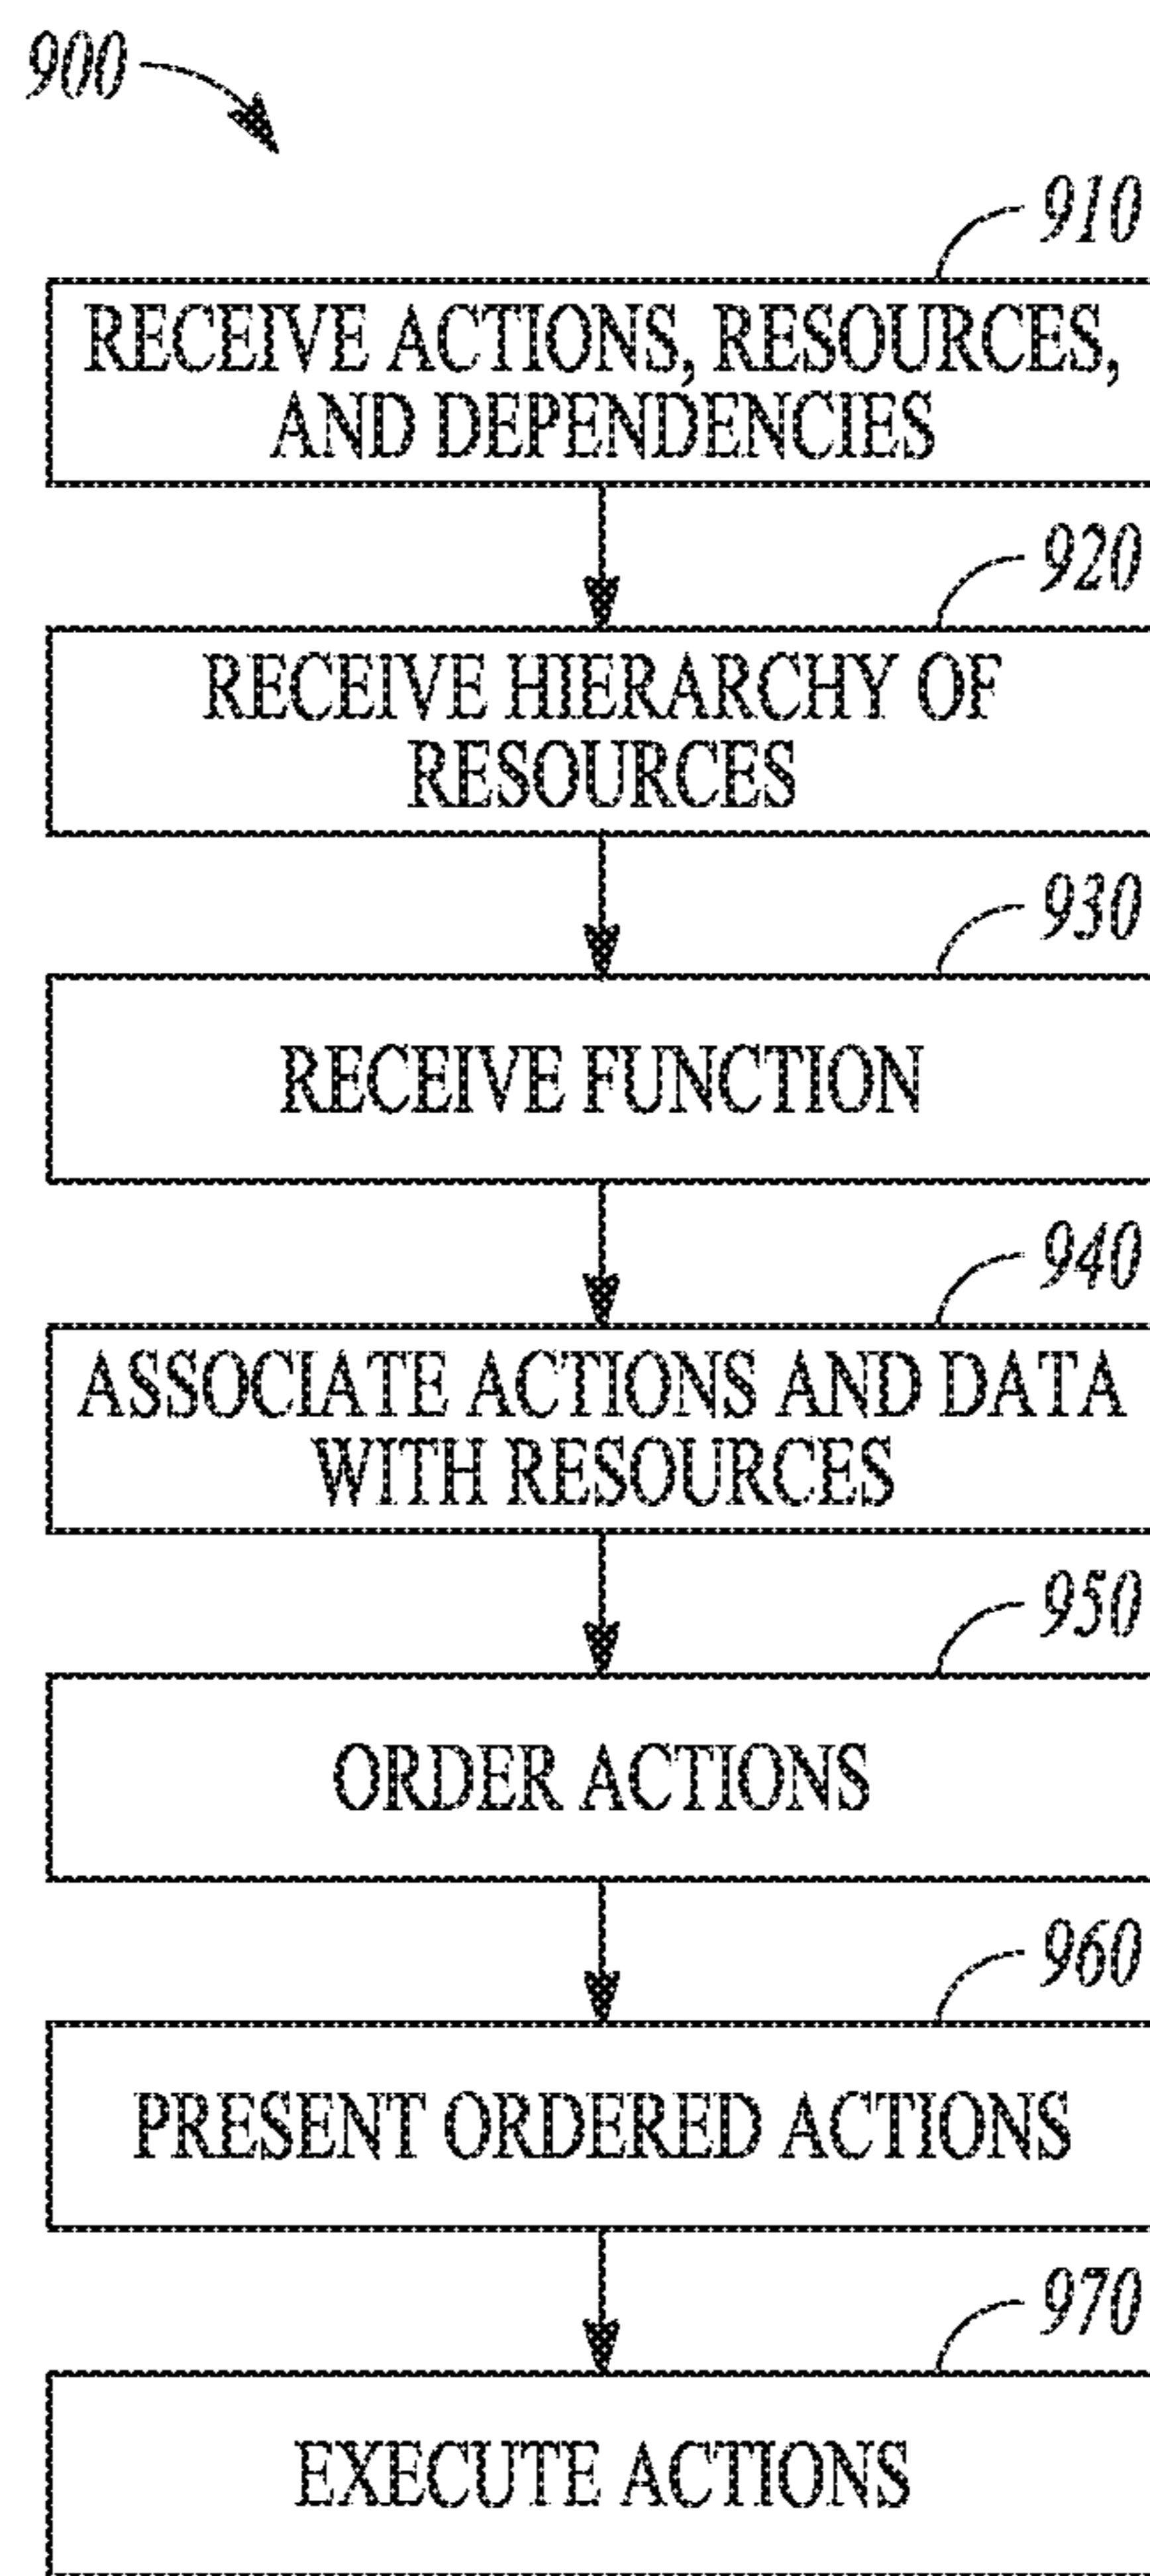 900
910
RECEIVE ACTIONS, RESOURCES,
AND DEPENDENCIES
920
RECEIVE HIERARCHY OF
RESOURCES
930
RECEIVE FUNCTION
940
ASSOCIATE ACTIONS AND DATA
WITH RESOURCES
950
ORDER ACTIONS
960
PRESENT ORDERED ACTIONS
970
EXECUTE ACTIONS